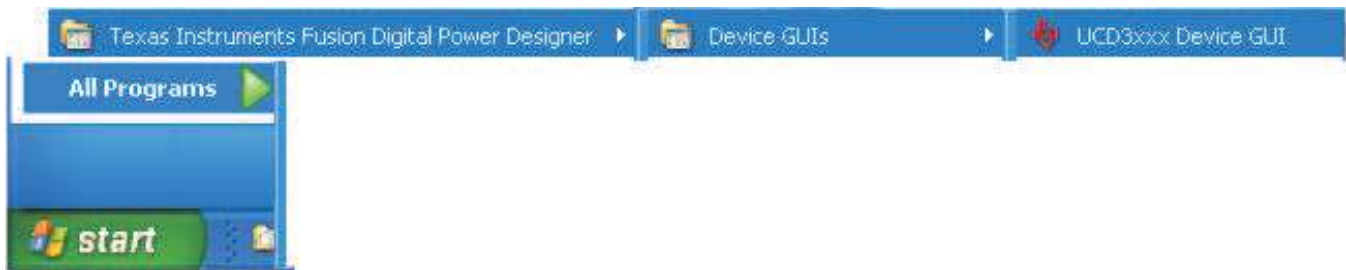 Texas Instruments Fusion Digital Power Designer
Device GUIs
UCD3xxx Device GUI
All Programs
start